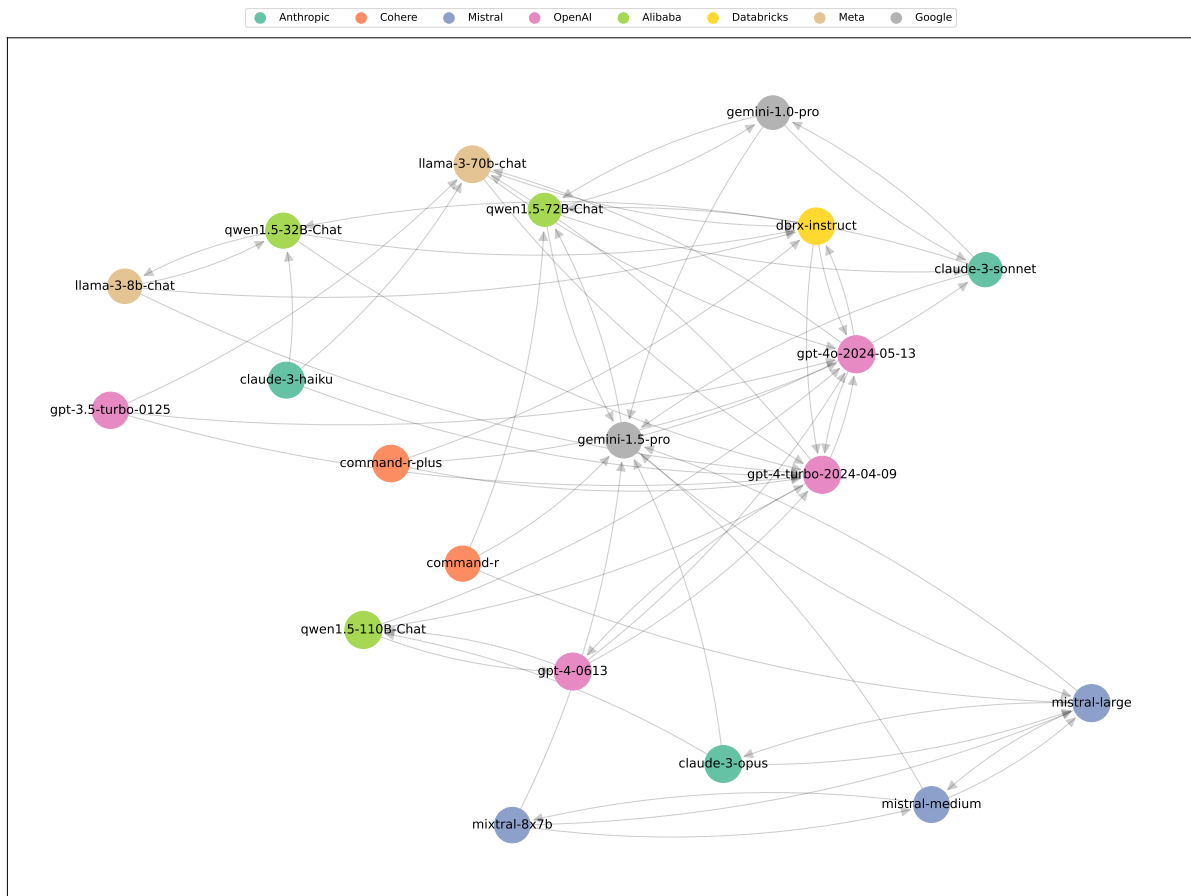 Anthropic Cohere Mistral OpenAI Alibaba Databricks Meta Google
gemini-1.0-pro
llama-3-70b-chat
qwen1.5-72B-Chat
dbrx-instruct
qwen1.5-32B-Chat
claude-3-sonnet
llama-3-8b-chat
gpt-4o-2024-05-13
claude-3-haiku
gpt-3.5-turbo-0125
gemini-1.5-pro
command-r-plus
gpt-4-turbo-2024-04-09
command-r
qwen1.5-110B-Chat
gpt-4-0613
mistral-large
claude-3-opus
mistral-medium
mixtral-8x7b